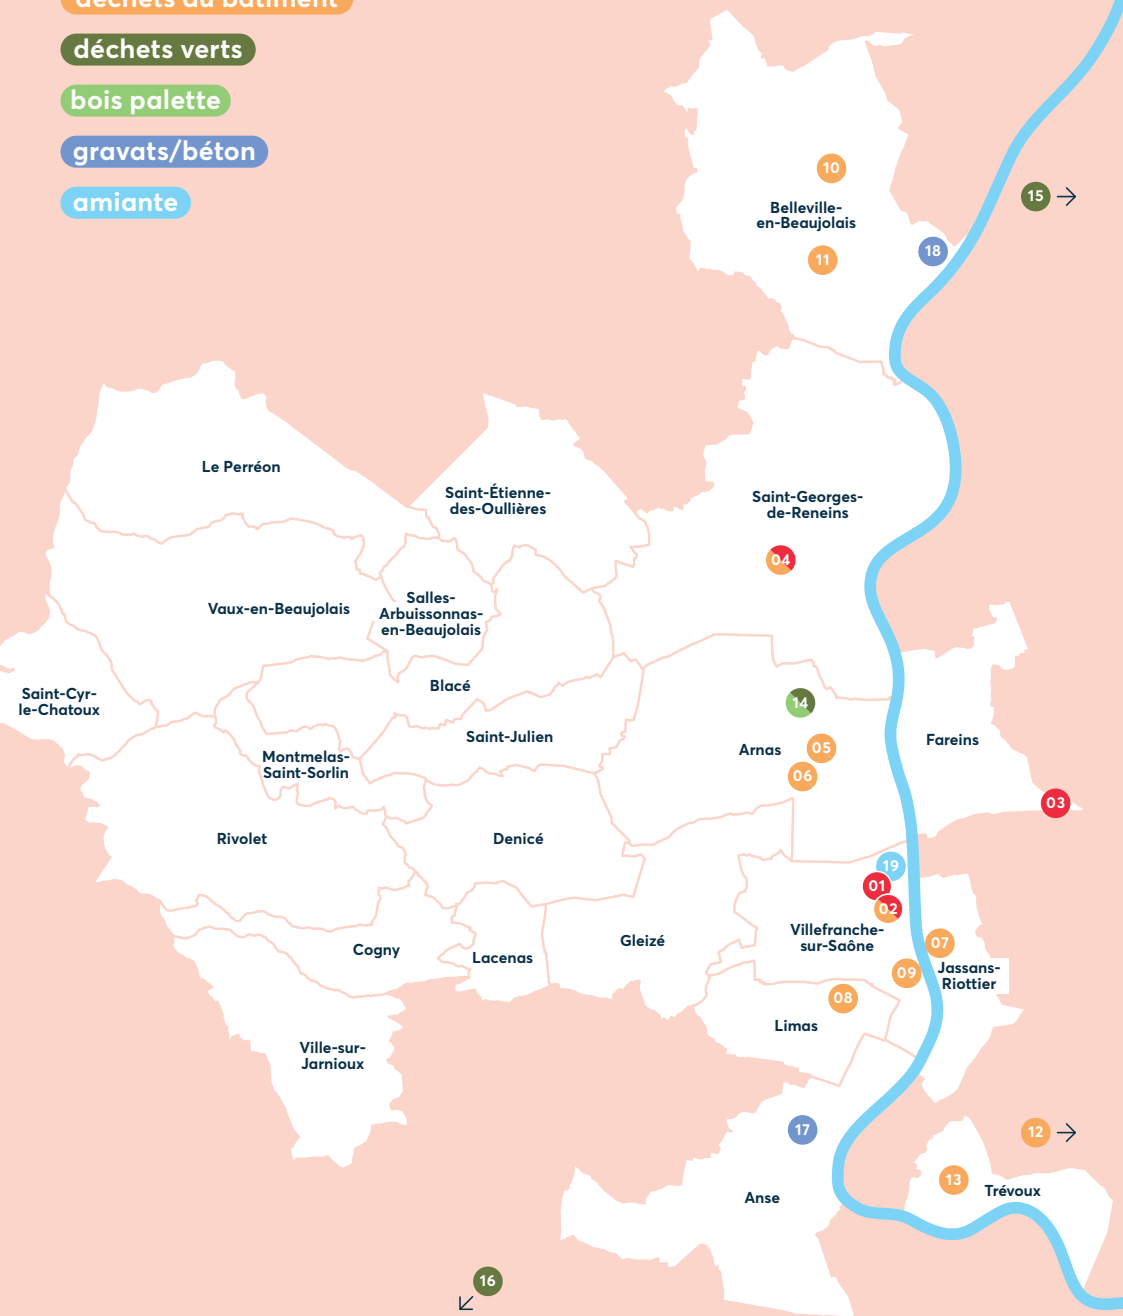 déchets du bâtiment
déchets verts
bois palette
gravats/béton
amiante
10
15
Belleville-
en-Beaujolais
18
11
Le Perréon
Saint-Étienne-
des-Oullières
Saint-Georges-
de-Reneins
04
Vaux-en-Beaujolais
Salles-
Arbuissonnas-
en-Beaujolais
Saint-Cyr-
le-Chatoux
Blacé
14
Saint-Julien
Arnas
05
Fareins
Montmelas-
Saint-Sorlin
06
03
Rivolet
Denicé
19
01
02
Villefranche-
sur-Saône
Cogny
Lacenas
Gleizé
07
09
Jassans-
Riottier
08
Limas
Ville-sur-
Jarnioux
17
12
13
Trévoux
Anse
16